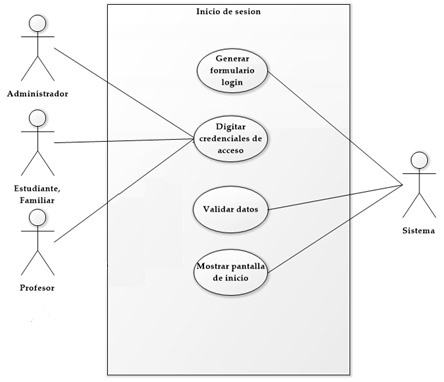 Inicio de sesion
Generar
formulario
login
Administrador
Digitar
credenciales de
acceso
Estudiante,
Familiar
Validar datos
Sistema
Profesor
Mostrar pantalla
de inicio